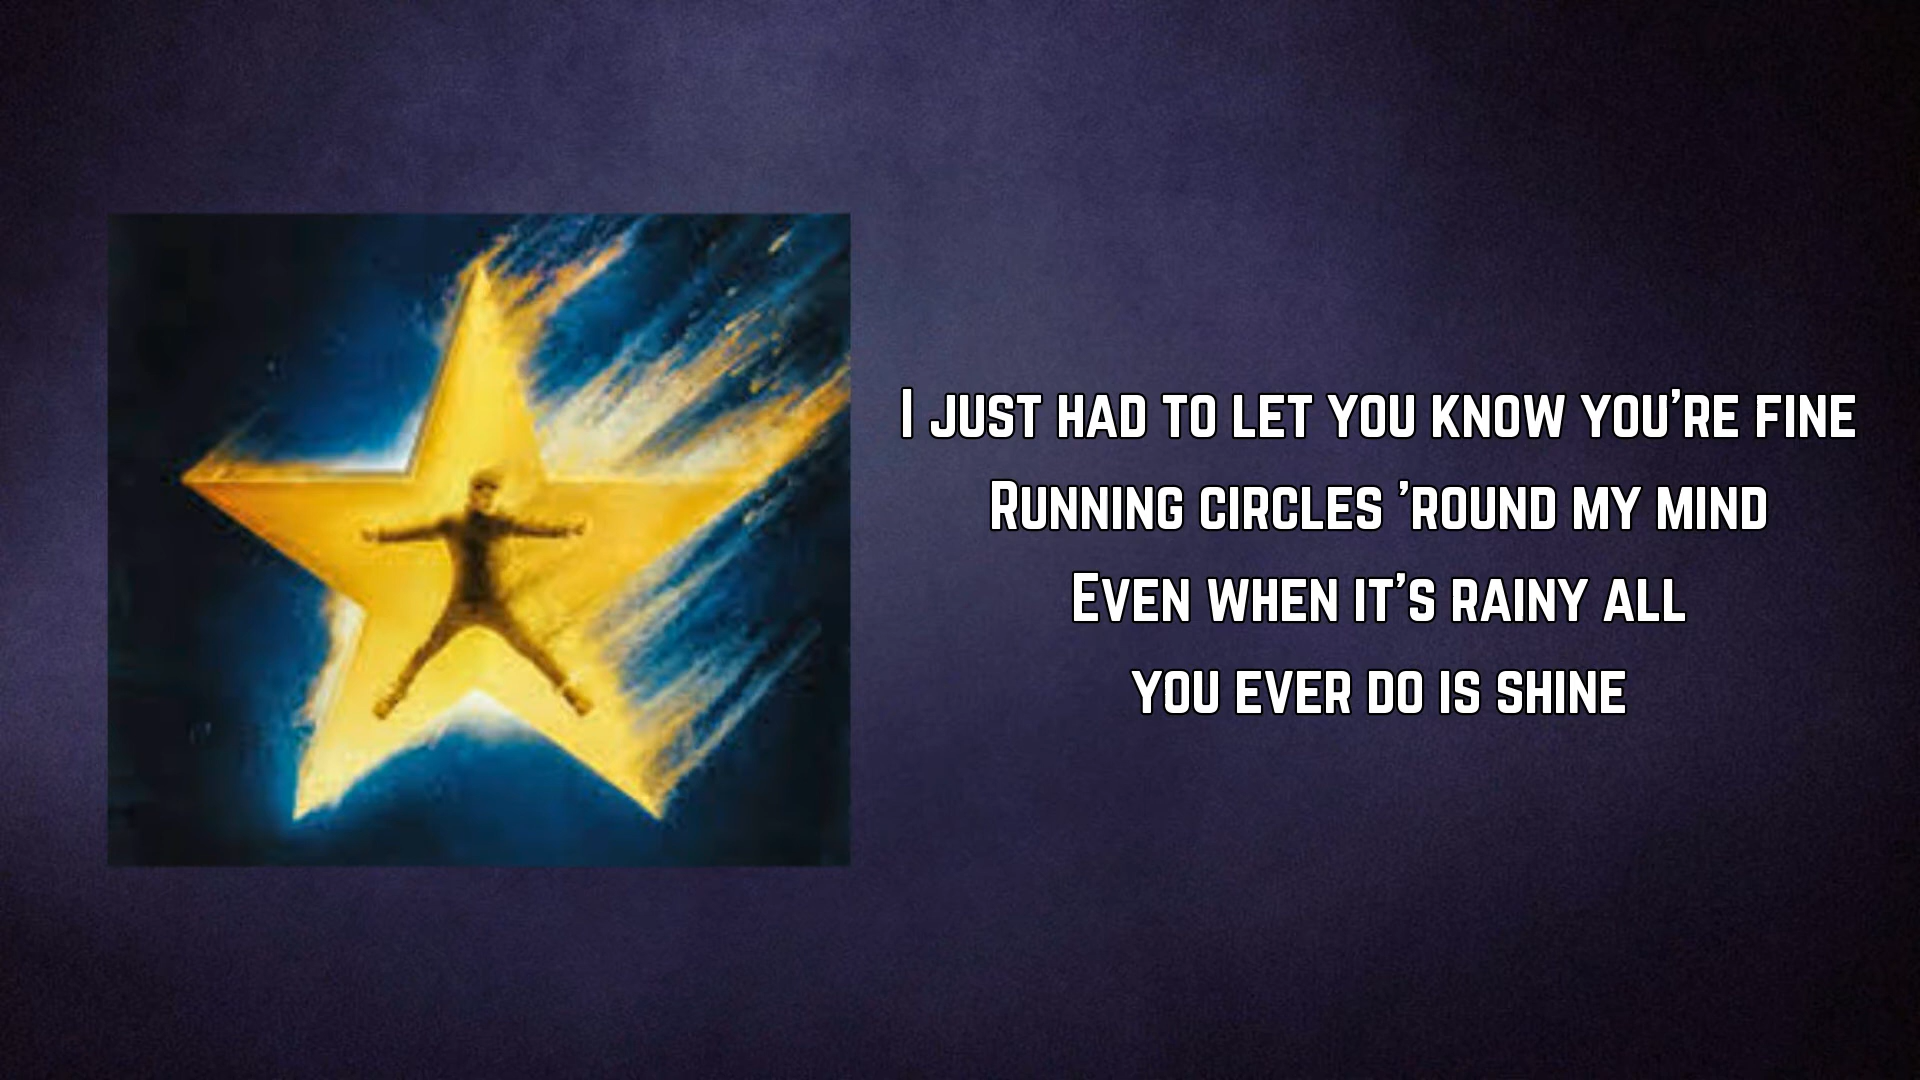 I just had to let you know you're fine
Running circles 'round my mind
Even when it's rainy all
you ever do is shine